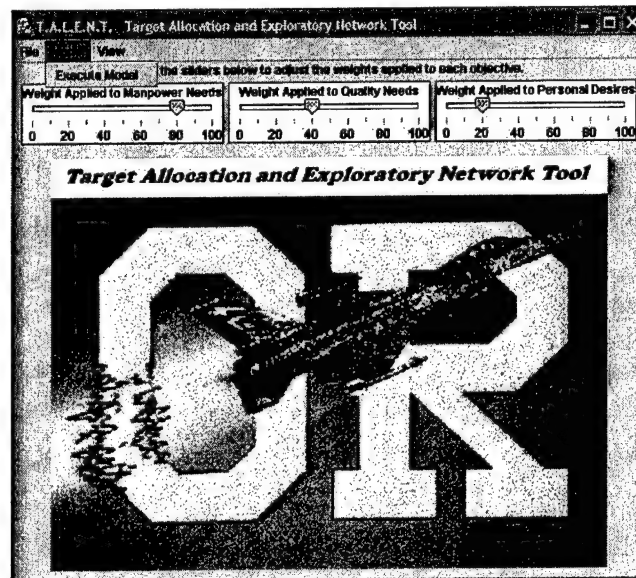 T.A.L.E.N.T. Target Allocation and Exploratory Network Tool
File View
Execute Model the sliders below to adjust the weights applied to each objective.
Weight Applied to Manpower Needs Weight Applied to Quality Needs Weight Applied to Personal Desires
0 20 40 60 80 100 0 20 40 60 80 100 0 20 40 60 80 100
Target Allocation and Exploratory Network Tool
OR